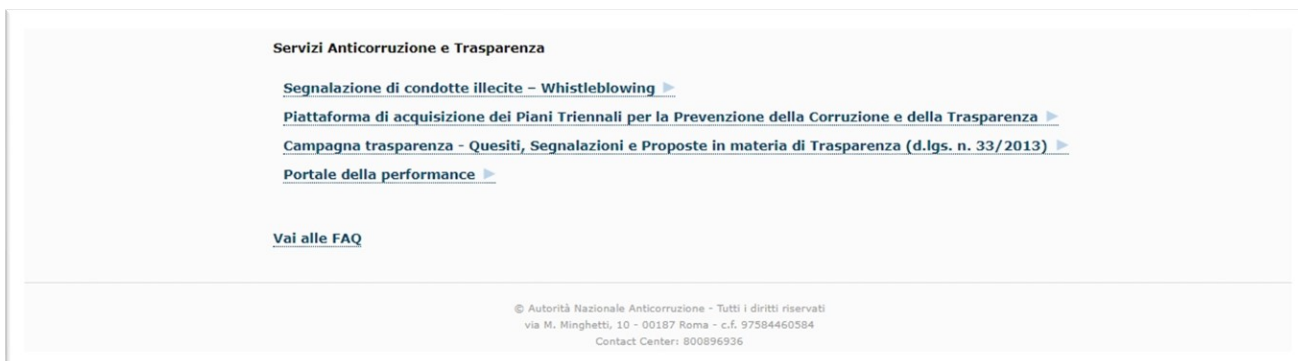 Servizi Anticorruzione e Trasparenza
Segnalazione di condotte illecite – Whistleblowing
Piattaforma di acquisizione dei Piani Triennali per la Prevenzione della Corruzione e della Trasparenza
Campagna trasparenza - Quesiti, Segnalazioni e Proposte in materia di Trasparenza (d.lgs. n. 33/2013)
Portale della performance
Vai alle FAQ
© Autorità Nazionale Anticorruzione - Tutti i diritti riservati
via M. Minghetti, 10 - 00187 Roma - c.f. 97584460584
Contact Center: 800896936